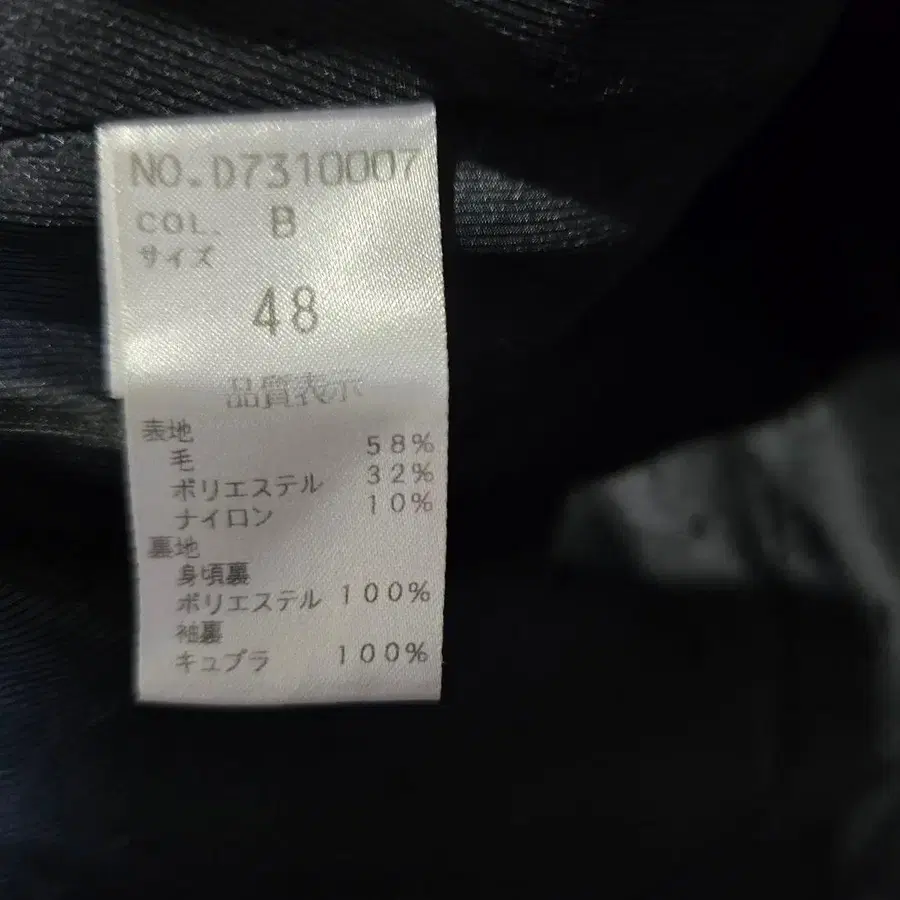 NO.D7310007
COL. B
サイズ
48
品質表示
表地
毛 58%
ポリエステル 32%
ナイロン 10%
裏地
身頃裏
ポリエステル 100%
袖裏
キュプラ 100%